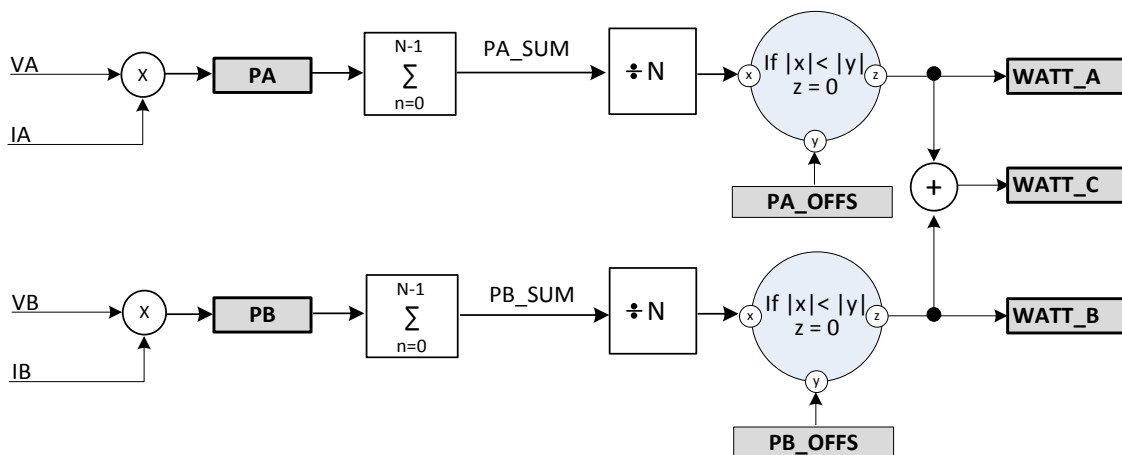 VA
IA
X
PA
N-1
Σ
n=0
PA_SUM
÷N
x
If |x|< |y|
z = 0
z
y
PA_OFFS
WATT_A
+
WATT_C
VB
IB
X
PB
N-1
Σ
n=0
PB_SUM
÷N
x
If |x|< |y|
z = 0
z
y
PB_OFFS
WATT_B